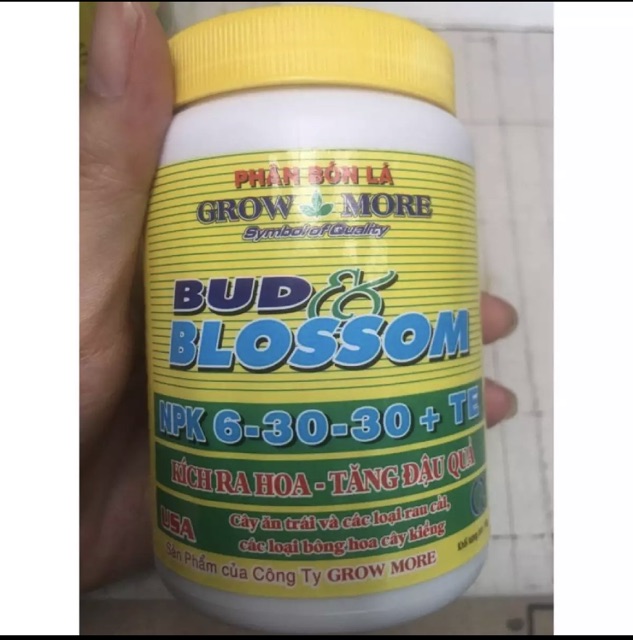 PHÂN BÓN LÁ
GROW MORE
Symbol of Quality
BUD &
BLOSSOM
NPK 6-30-30 + TE
KÍCH RA HOA - TĂNG ĐẬU QUẢ
USA
Cây ăn trái và các loại rau cải,
các loại bông hoa cây kiểng
Sản Phẩm của Công Ty GROW MORE